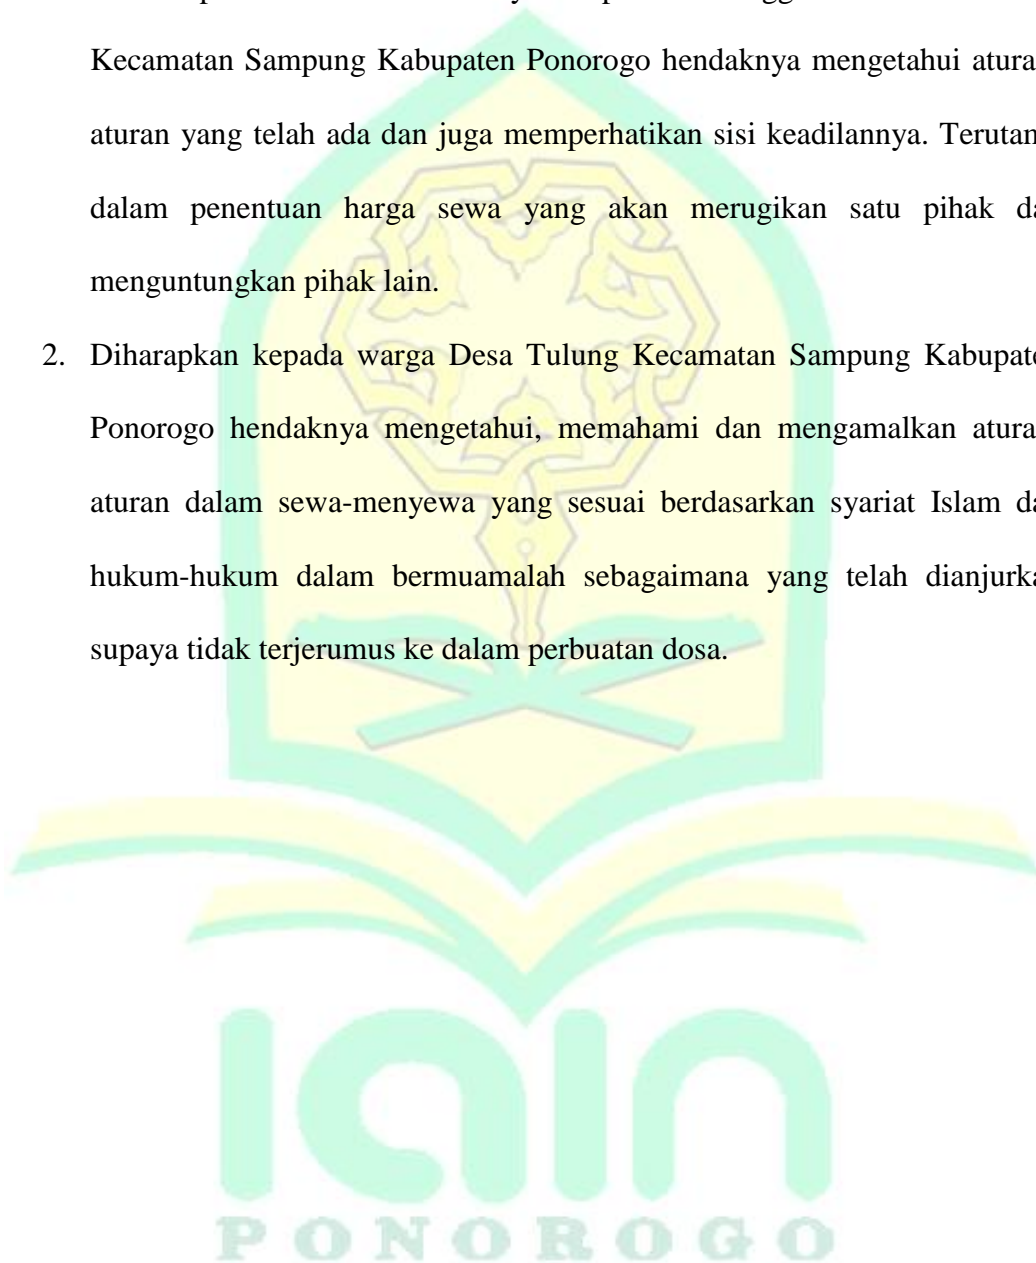 Kecamatan Sampung Kabupaten Ponorogo hendaknya mengetahui atura
aturan yang telah ada dan juga memperhatikan sisi keadilannya. Terutan
dalam penentuan harga sewa yang akan merugikan satu pihak da
menguntungkan pihak lain.
2. Diharapkan kepada warga Desa Tulung Kecamatan Sampung Kabupate
Ponorogo hendaknya mengetahui, memahami dan mengamalkan atura
aturan dalam sewa-menyewa yang sesuai berdasarkan syariat Islam da
hukum-hukum dalam bermuamalah sebagaimana yang telah dianjurka
supaya tidak terjerumus ke dalam perbuatan dosa.
iain
PONOROGO